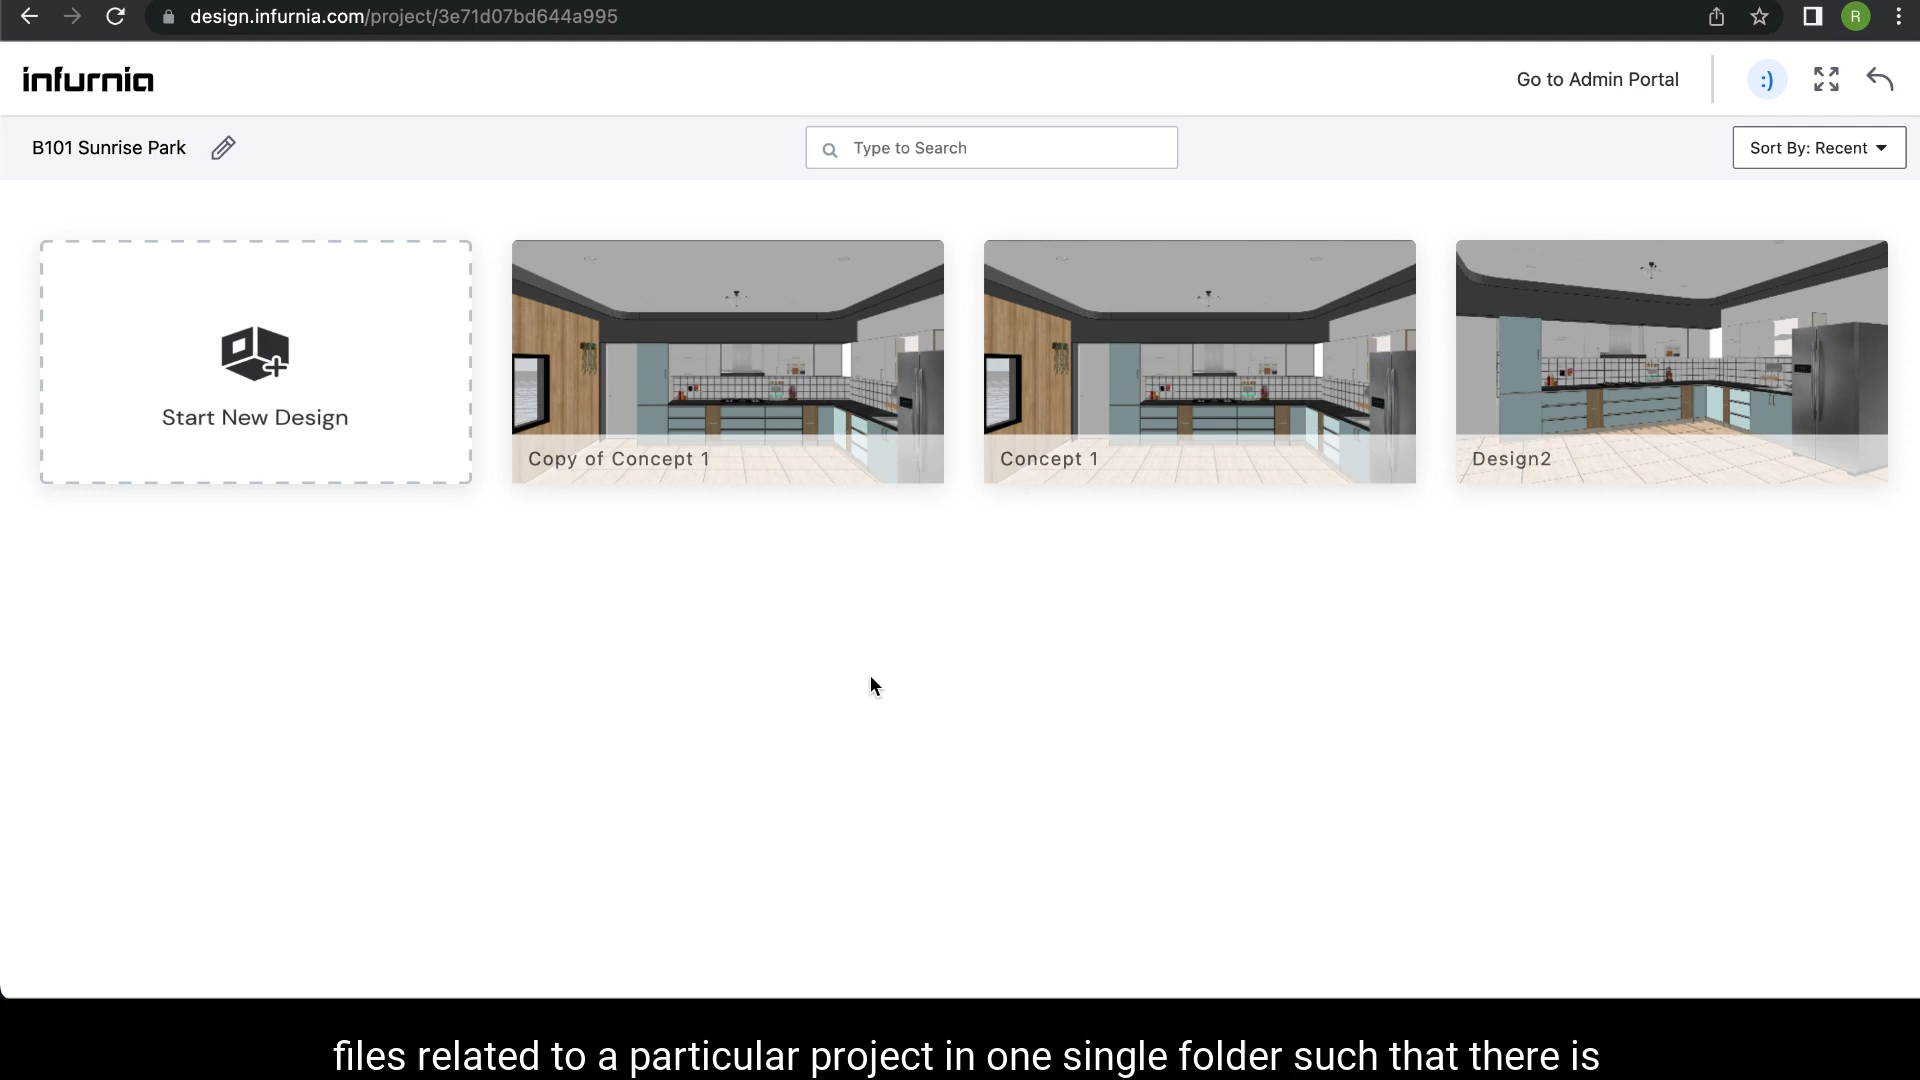 design.infurnia.com/project/3e71d07bd644a995
R
infurnia
Go to Admin Portal
:)
B101 Sunrise Park
Type to Search
Sort By: Recent
Start New Design
Copy of Concept 1
Concept 1
Design2
files related to a particular project in one single folder such that there is